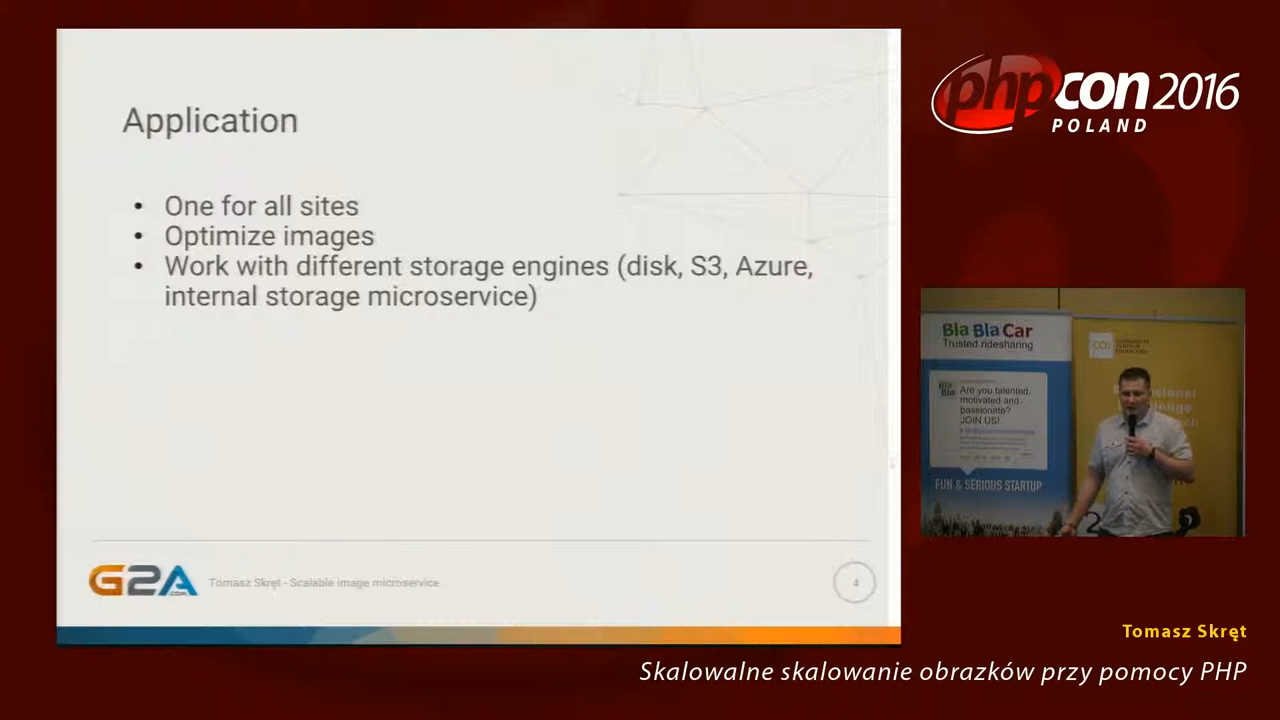 Application
• One for all sites
• Optimize images
• Work with different storage engines (disk, S3, Azure,
internal storage microservice)
G2A
.com
Tomasz Skręt - Scalable image microservice
4
phpcon 2016
POLAND
Bla Bla Car
Trusted ridesharing
Are you talented,
motivated and
passionate?
JOIN US!
FUN & SERIOUS STARTUP
Tomasz Skręt
Skalowalne skalowanie obrazków przy pomocy PHP